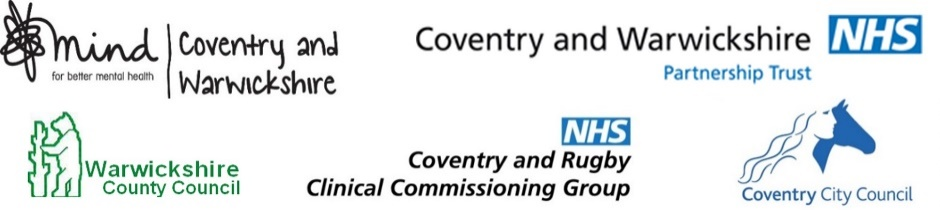 mind
for better mental health
Coventry and
Warwickshire
Coventry and Warwickshire NHS
Partnership Trust
Warwickshire
County Council
NHS
Coventry and Rugby
Clinical Commissioning Group
Coventry City Council